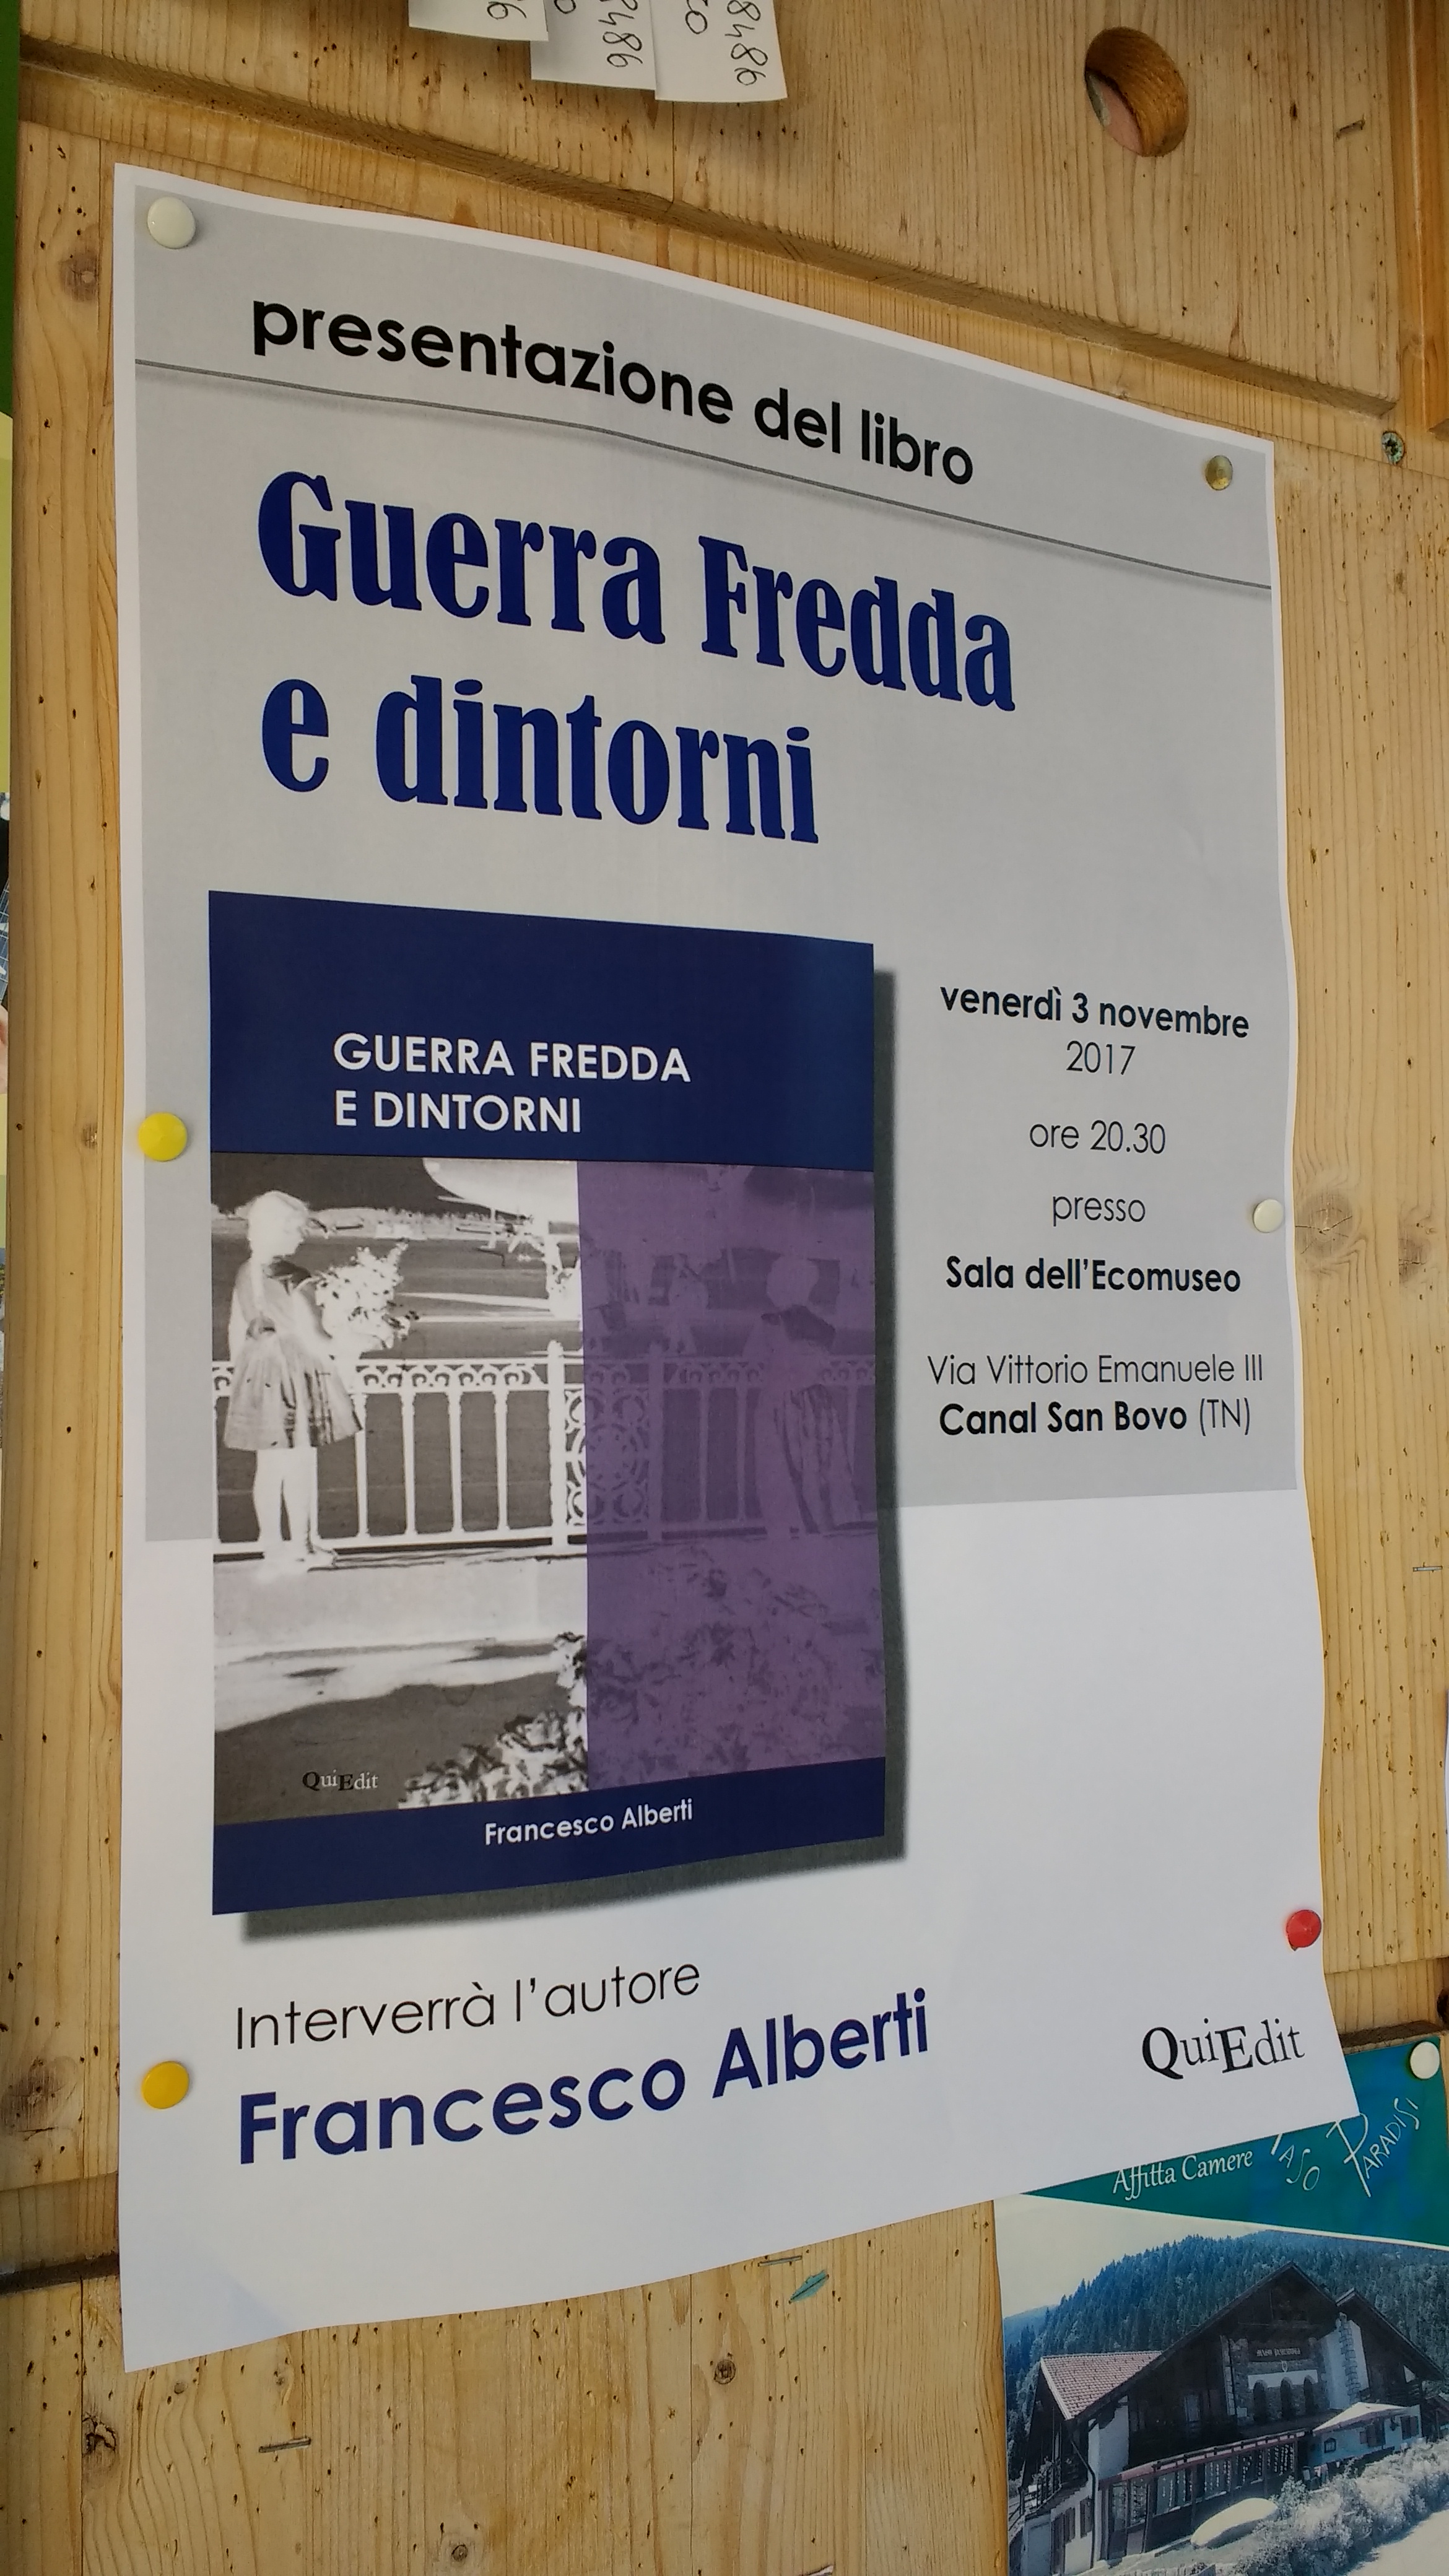 8486
presentazione del libro
Guerra Fredda
e dintorni
GUERRA FREDDA
E DINTORNI
QuiEdit
Francesco Alberti
venerdì 3 novembre
2017
ore 20.30
presso
Sala dell'Ecomuseo
Via Vittorio Emanuele III
Canal San Bovo (TN)
Interverrà l'autore
Francesco Alberti
QuiEdit
Affitta Camere
PARADISI